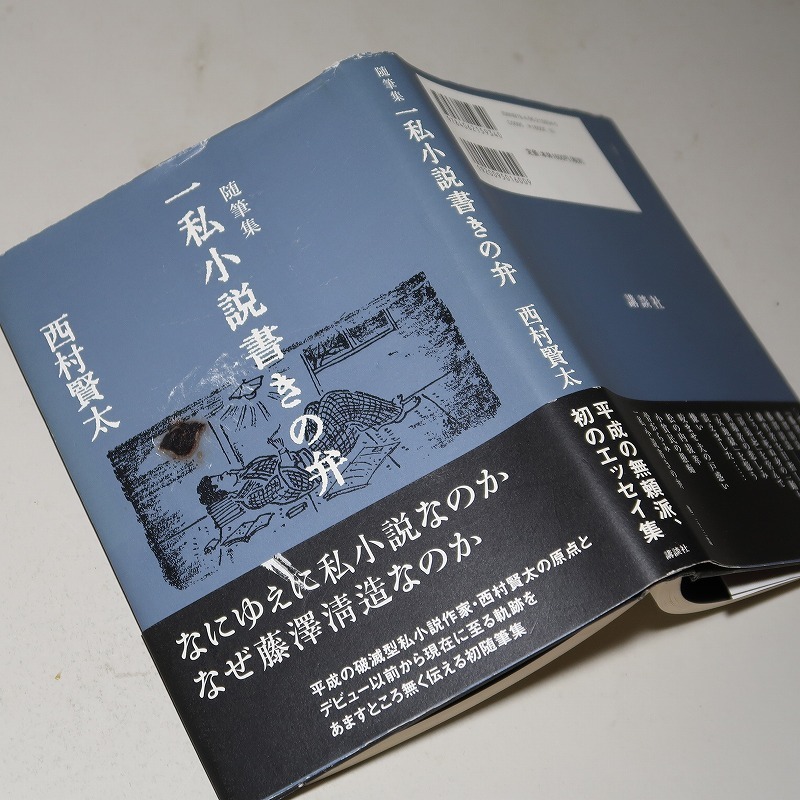 随筆集
一私小説書きの弁
西村賢太
なにゆえに私小説なのか
なぜ藤澤清造なのか
平成の破滅型私小説作家・西村賢太の原点と
デビュー以前から現在に至る軌跡を
あますところ無く伝える初随筆集
随筆集
一私小説書きの弁
西村賢太
平成の無頼派、
初のエッセイ集
講談社
講談社